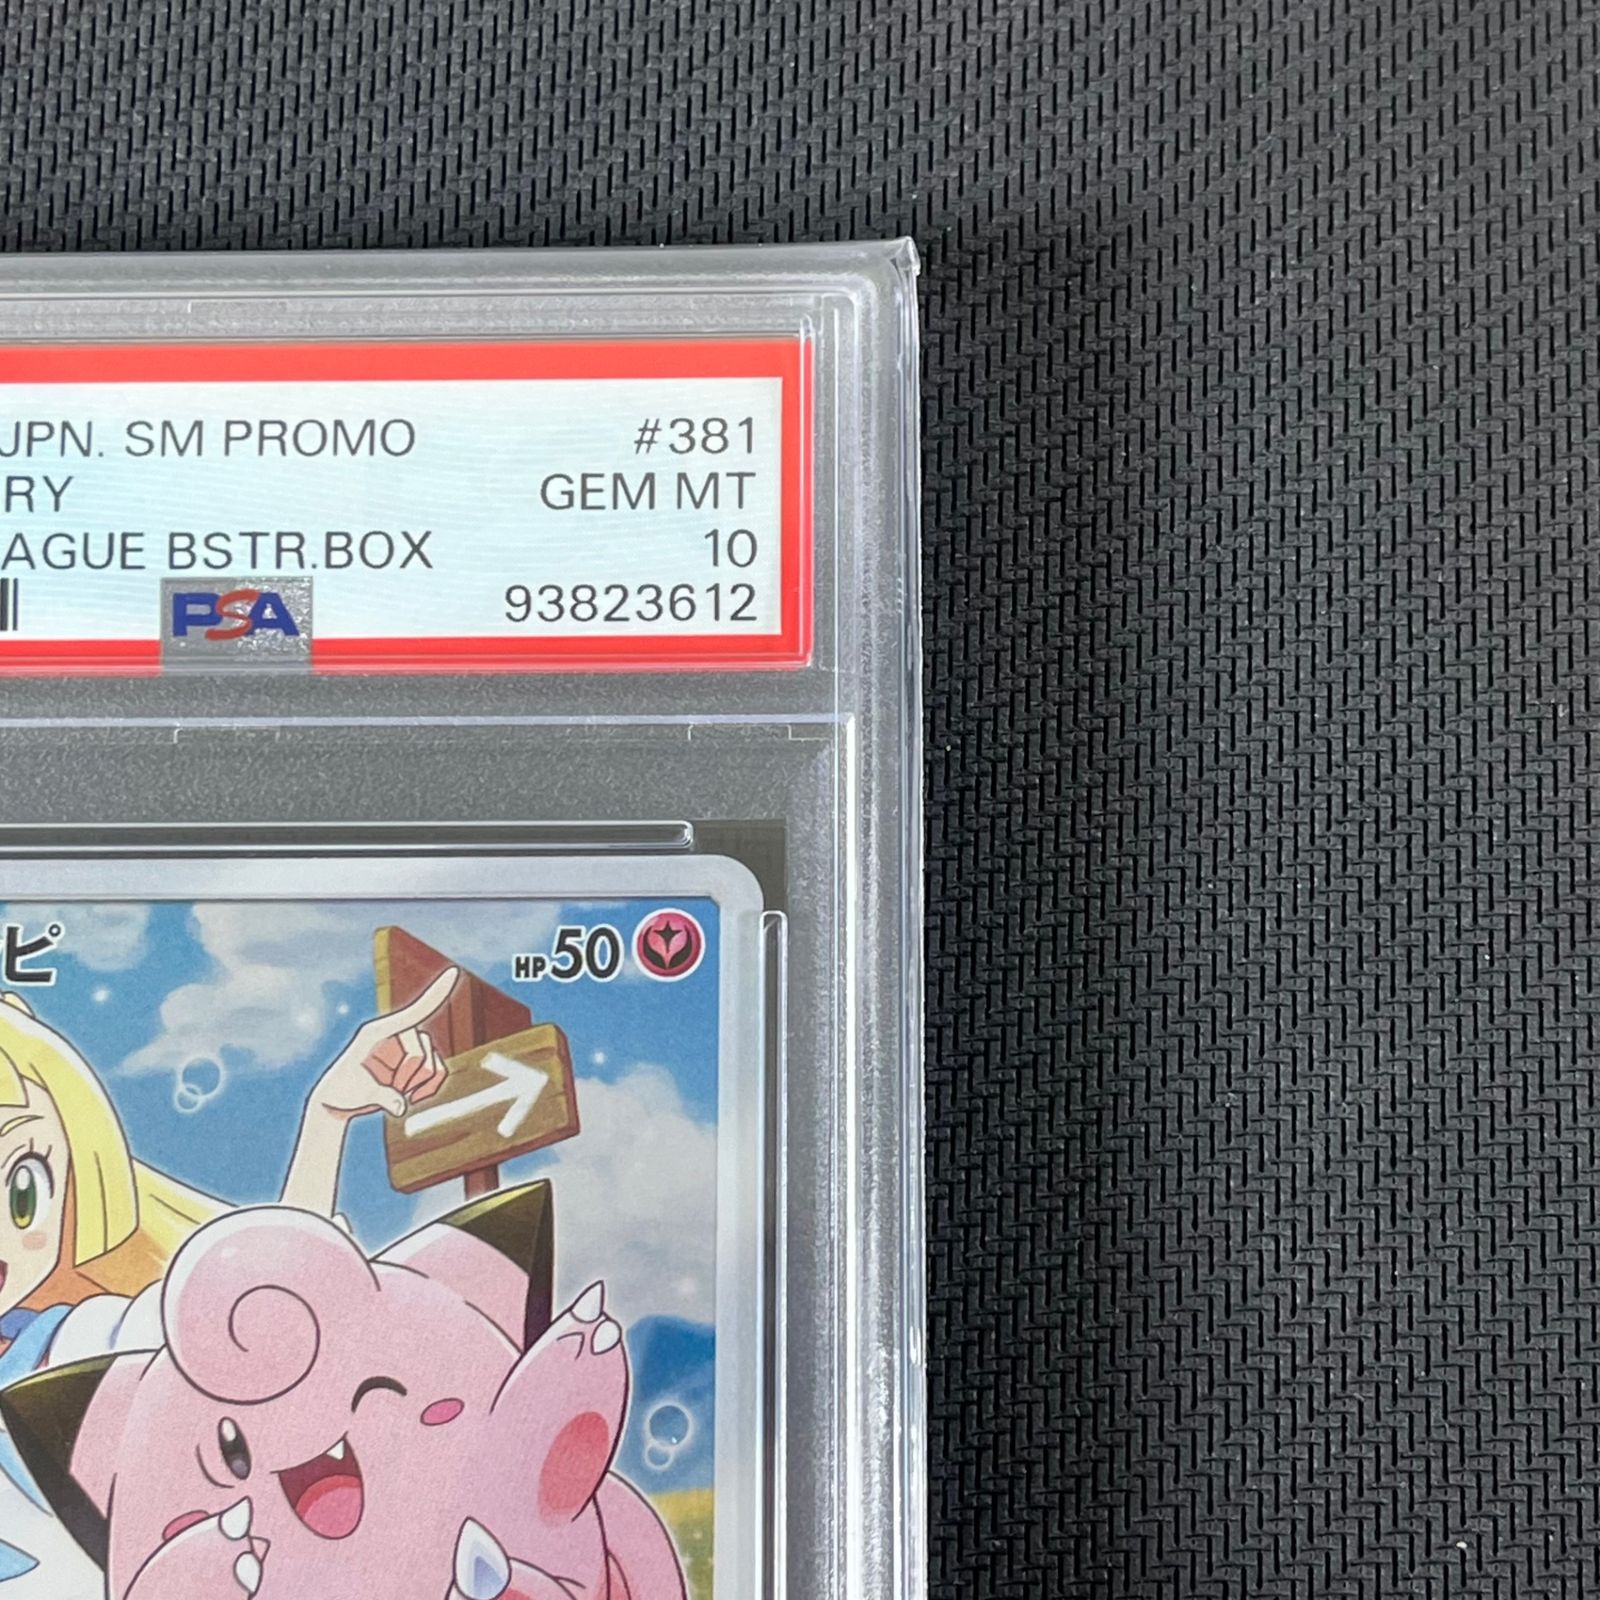 JPN. SM PROMO #381
RY GEM MT
AGUE BSTR.BOX 10
PSA 93823612
ピ HP50